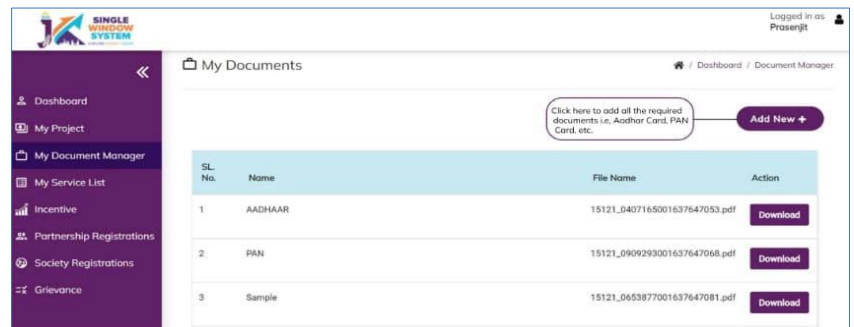 SINGLE
WINDOW
SYSTEM
Logged in as
Prasenjit
My Documents
/ Dashboard / Document Manager
Dashboard
My Project
My Document Manager
My Service List
Incentive
Partnership Registrations
Society Registrations
Grievance
Click here to add all the required
documents i.e, Aadhar Card, PAN
Card, etc.
Add New +
SL. No. Name File Name Action
1 AADHAAR 15121_0407165001637647053.pdf Download
2 PAN 15121_0909293001637647068.pdf Download
3 Sample 15121_0653877001637647081.pdf Download